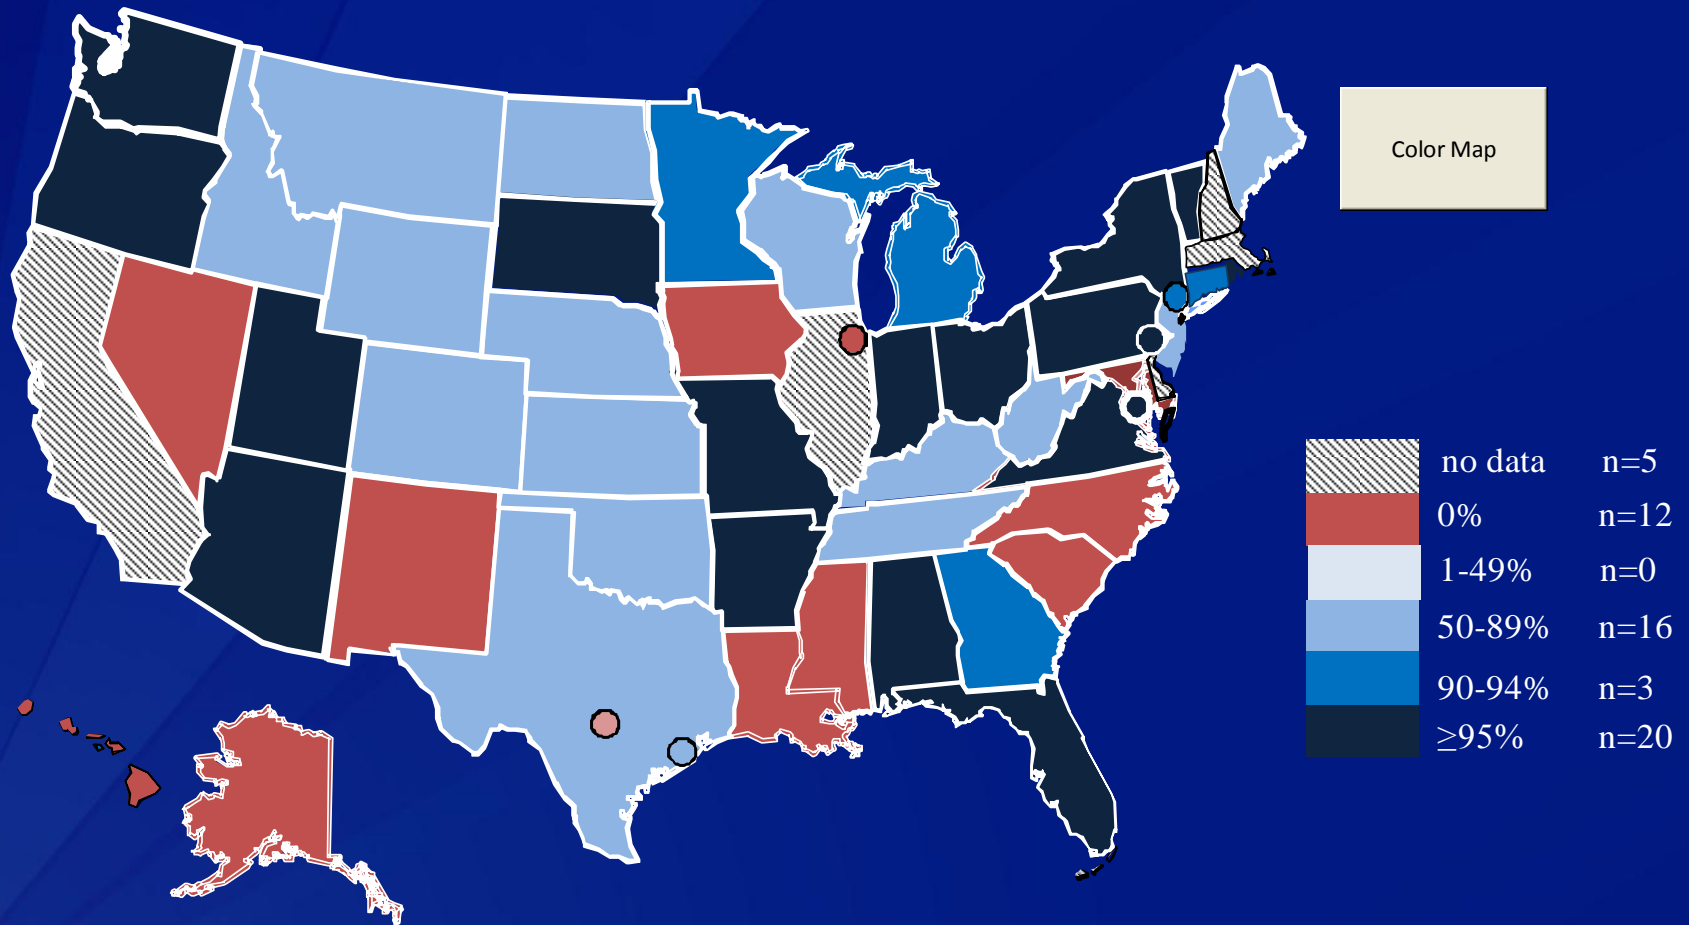 Color Map
no data n=5
0% n=12
1-49% n=0
50-89% n=16
90-94% n=3
≥95% n=20